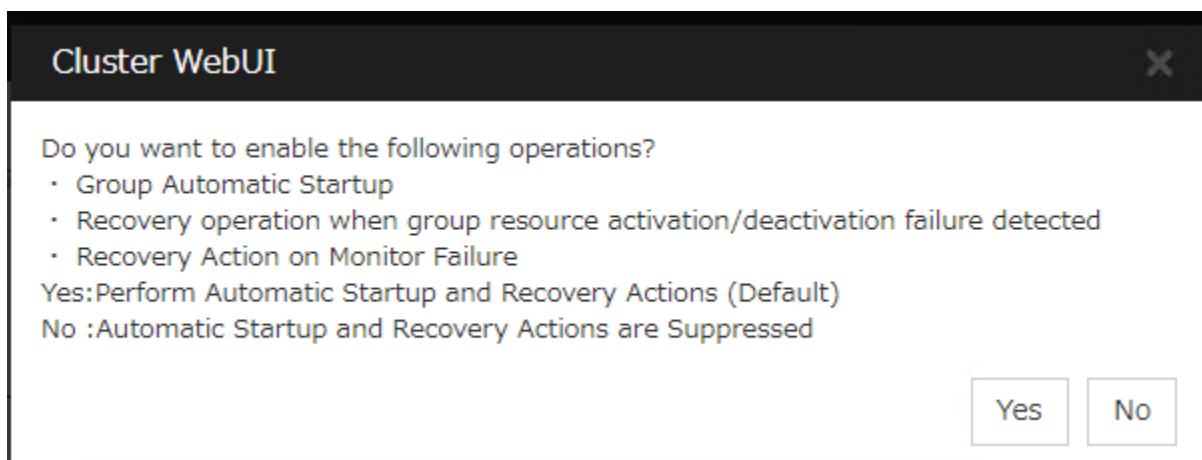 Cluster WebUI
Do you want to enable the following operations?
・ Group Automatic Startup
・ Recovery operation when group resource activation/deactivation failure detected
・ Recovery Action on Monitor Failure
Yes:Perform Automatic Startup and Recovery Actions (Default)
No :Automatic Startup and Recovery Actions are Suppressed
Yes No